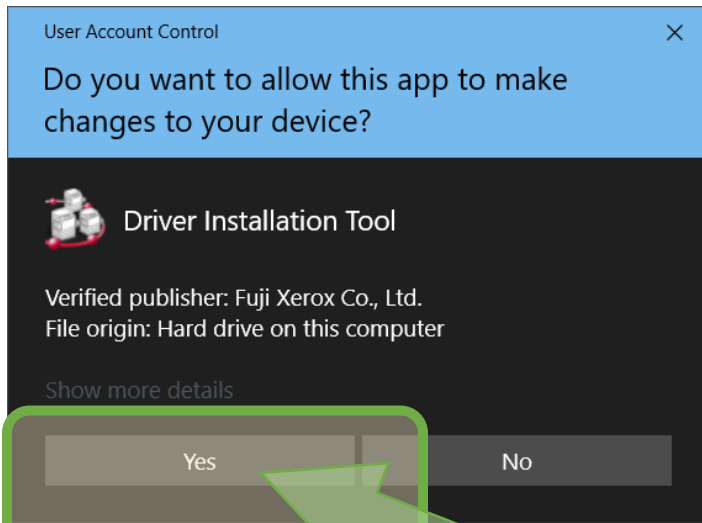 User Account Control
Do you want to allow this app to make
changes to your device?
Driver Installation Tool
Verified publisher: Fuji Xerox Co., Ltd.
File origin: Hard drive on this computer
Show more details
Yes
No